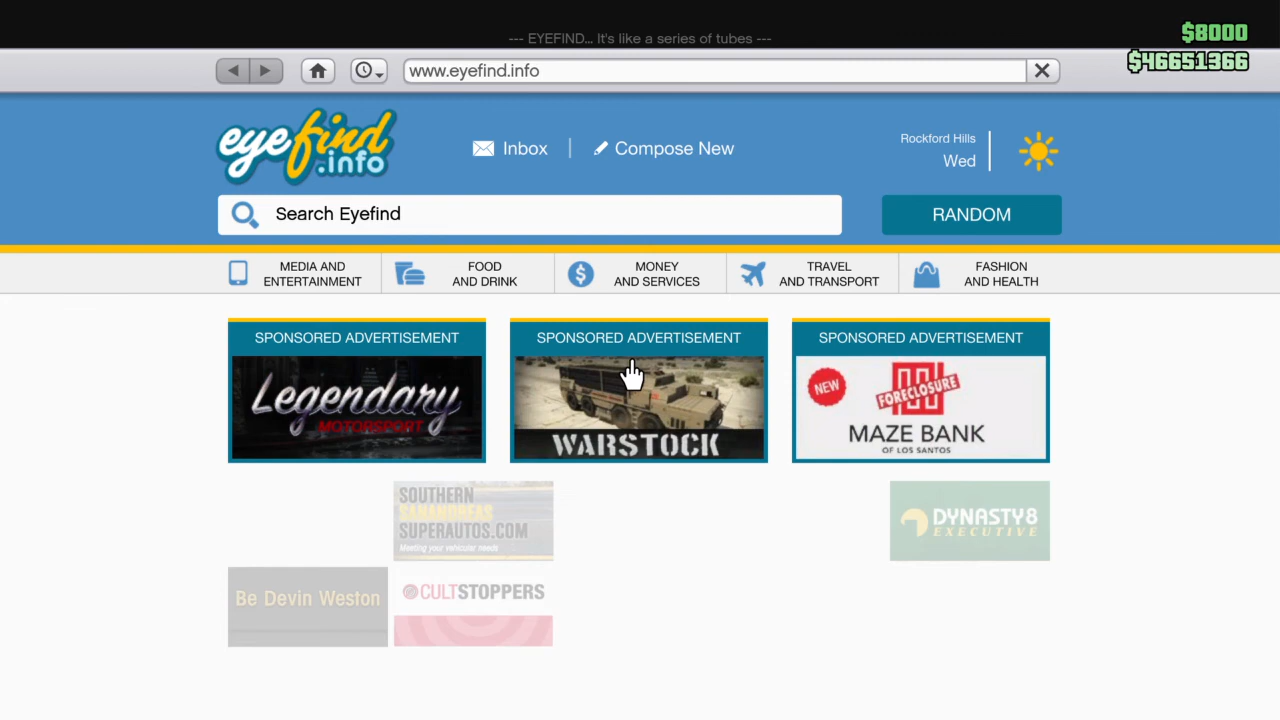 --- EYEFIND... It's like a series of tubes ---
$8000
$46651366
www.eyefind.info
eyefind
.info
Inbox
Compose New
Rockford Hills
Wed
Search Eyefind
RANDOM
MEDIA AND
ENTERTAINMENT
FOOD
AND DRINK
MONEY
AND SERVICES
TRAVEL
AND TRANSPORT
FASHION
AND HEALTH
SPONSORED ADVERTISEMENT
Legendary
MOTORSPORT
SPONSORED ADVERTISEMENT
WARSTOCK
SPONSORED ADVERTISEMENT
NEW
FORECLOSURE
MAZE BANK
OF LOS SANTOS
SOUTHERN
SANANDREAS
SUPERAUTOS.COM
Meeting your vehicular needs
DYNASTY8
EXECUTIVE
Be Devin Weston
CULTSTOPPERS